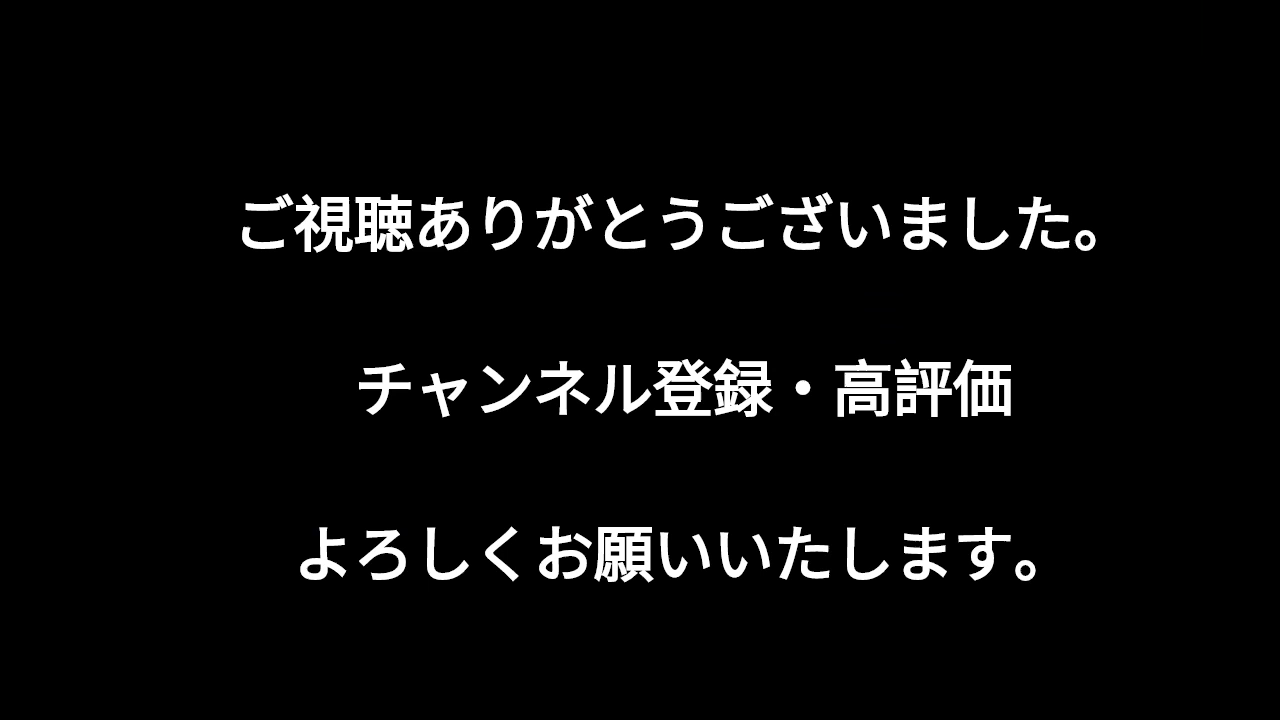 ご視聴ありがとうございました。
チャンネル登録・高評価
よろしくお願いいたします。